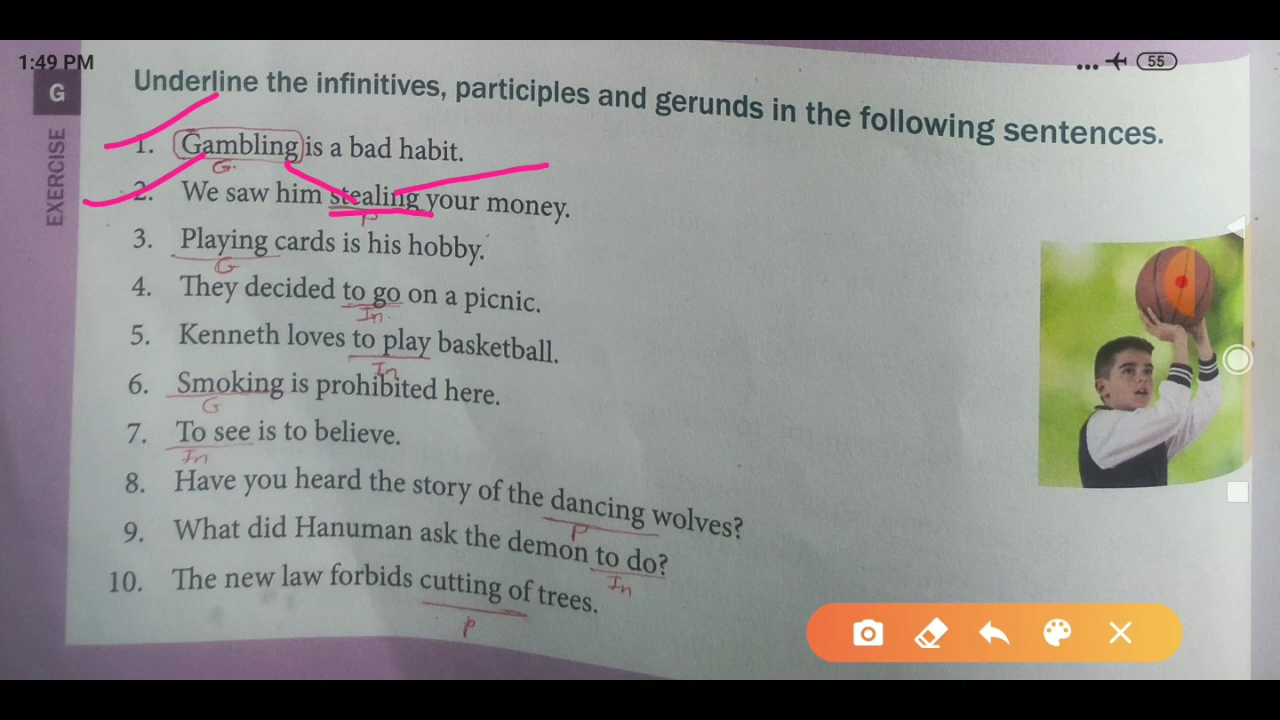 1:49 PM
55
G
EXERCISE
Underline the infinitives, participles and gerunds in the following sentences.
1. Gambling is a bad habit.
G.
2. We saw him stealing your money.
P
3. Playing cards is his hobby.
G
4. They decided to go on a picnic.
In.
5. Kenneth loves to play basketball.
In
6. Smoking is prohibited here.
G
7. To see is to believe.
In
8. Have you heard the story of the dancing wolves?
P
9. What did Hanuman ask the demon to do?
In
10. The new law forbids cutting of trees.
P